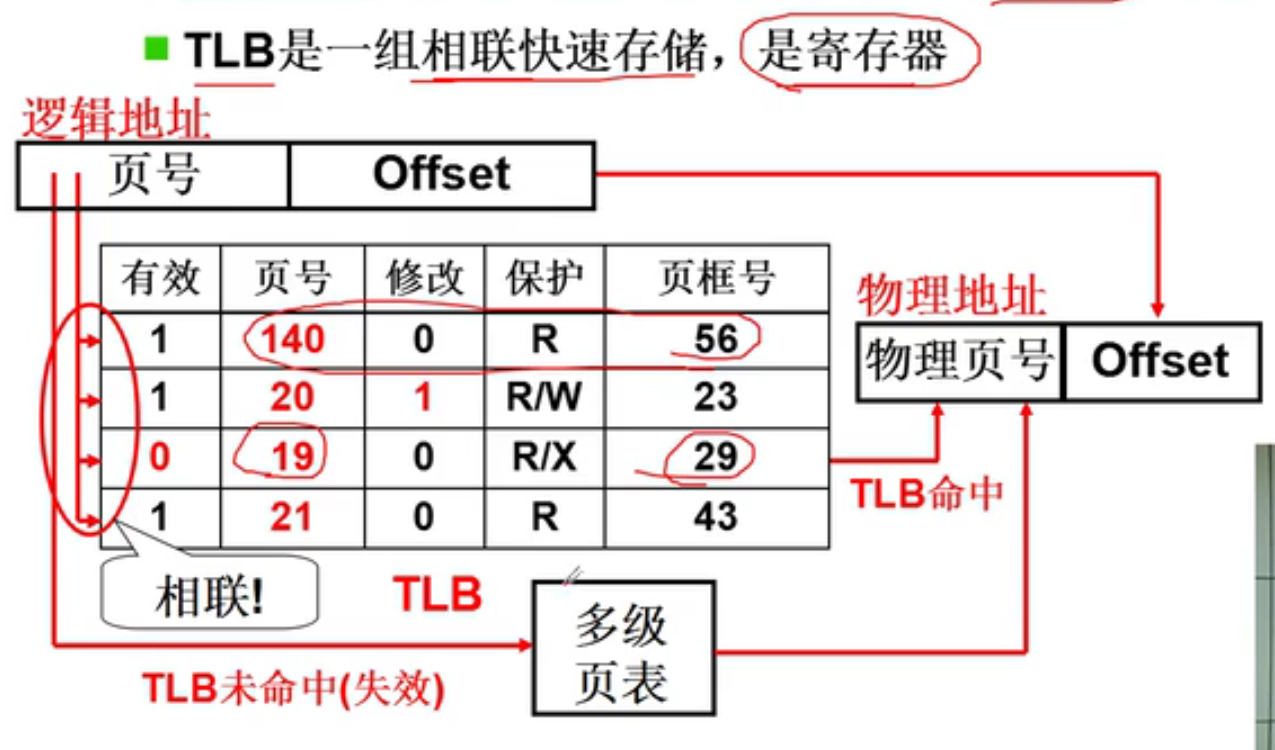 TLB是一组相联快速存储，是寄存器
逻辑地址
页号 Offset
有效 页号 修改 保护 页框号
1 140 0 R 56
1 20 1 R/W 23
0 19 0 R/X 29
1 21 0 R 43
物理地址
物理页号 Offset
TLB命中
相联!
TLB
多级
页表
TLB未命中(失效)